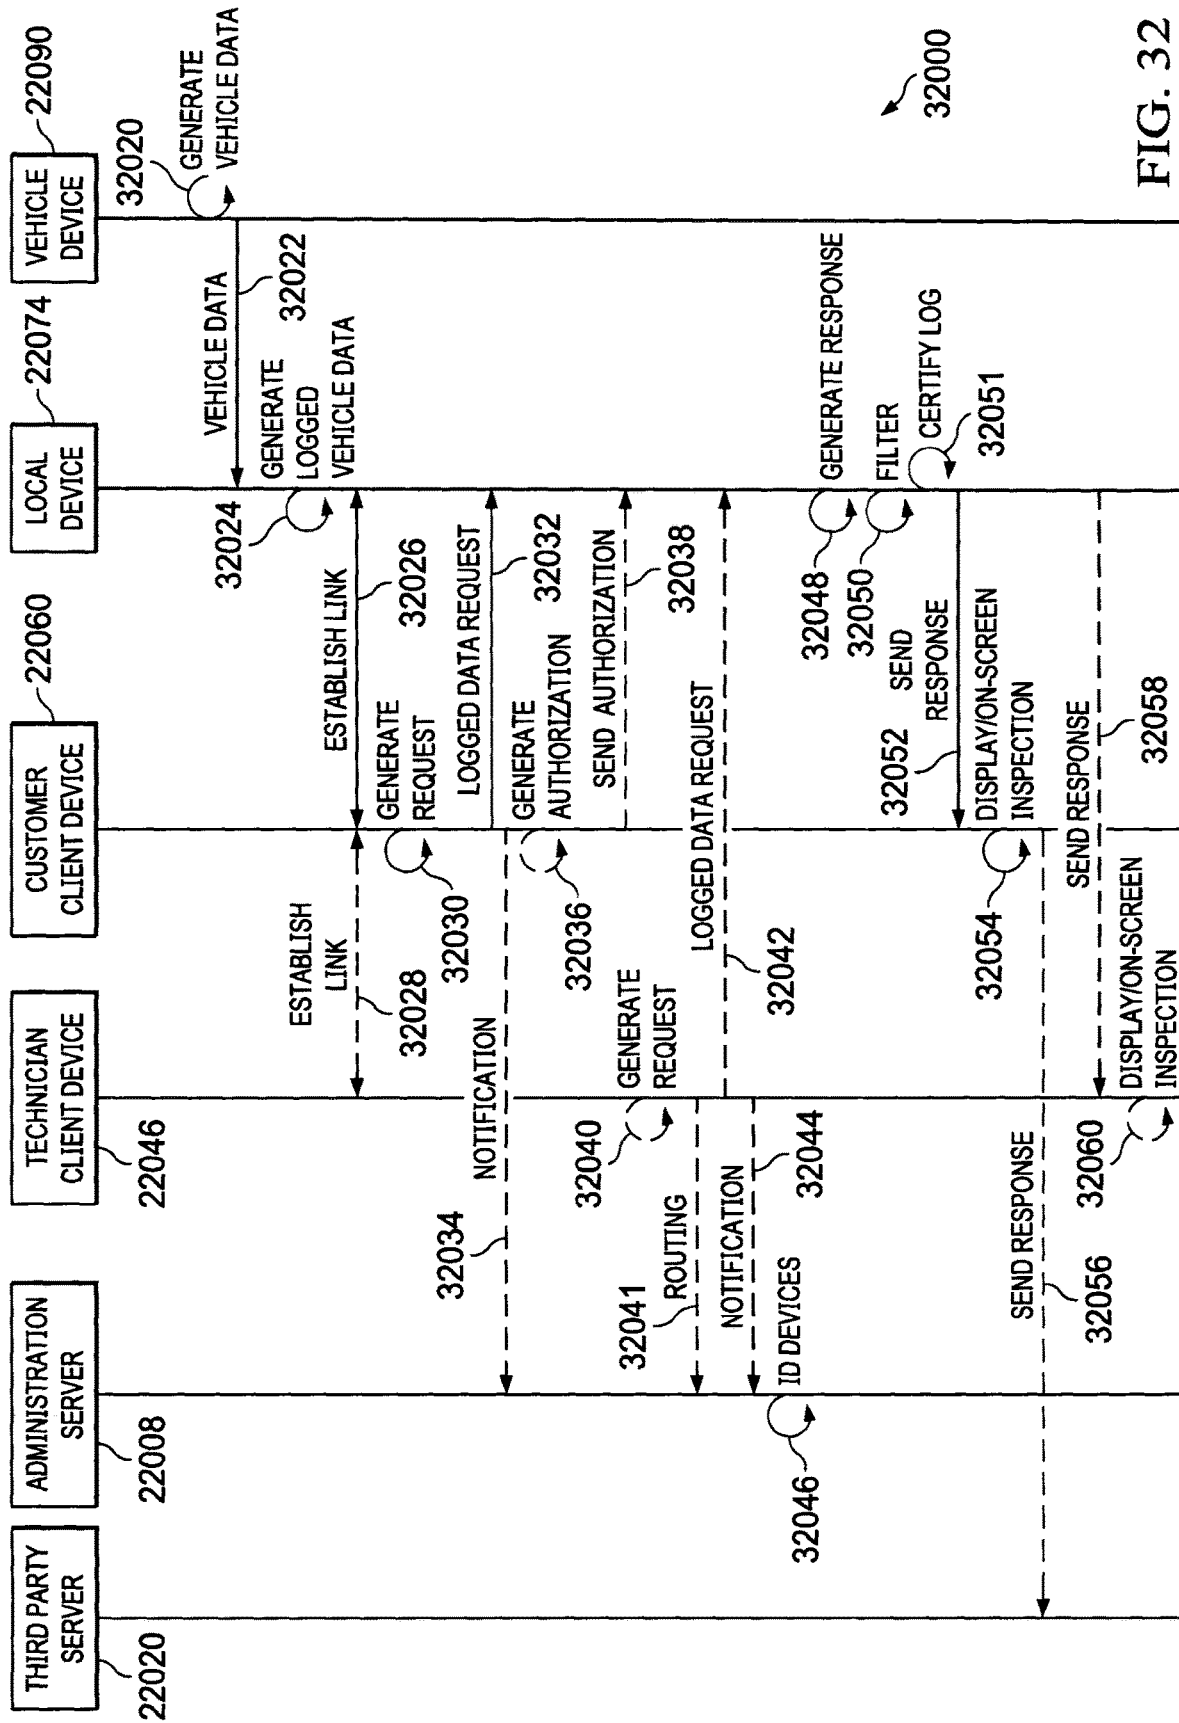 THIRD PARTY
SERVER
22020
ADMINISTRATION
SERVER
22008
TECHNICIAN
CLIENT DEVICE
22046
CUSTOMER
CLIENT DEVICE
22060
LOCAL
DEVICE
22074
VEHICLE
DEVICE
22090
32020
GENERATE
VEHICLE DATA
VEHICLE DATA
32022
32024
GENERATE
LOGGED
VEHICLE DATA
ESTABLISH LINK
32026
ESTABLISH
LINK
32028
GENERATE
REQUEST
32030
LOGGED DATA REQUEST
32032
NOTIFICATION
32034
GENERATE
AUTHORIZATION
32036
SEND AUTHORIZATION
32038
GENERATE
REQUEST
32040
ROUTING
32041
LOGGED DATA REQUEST
32042
NOTIFICATION
32044
ID DEVICES
32046
GENERATE RESPONSE
32048
FILTER
32050
CERTIFY LOG
32051
SEND
RESPONSE
32052
DISPLAY/ON-SCREEN
INSPECTION
32054
SEND RESPONSE
32056
SEND RESPONSE
32058
DISPLAY/ON-SCREEN
INSPECTION
32060
32000
FIG. 32